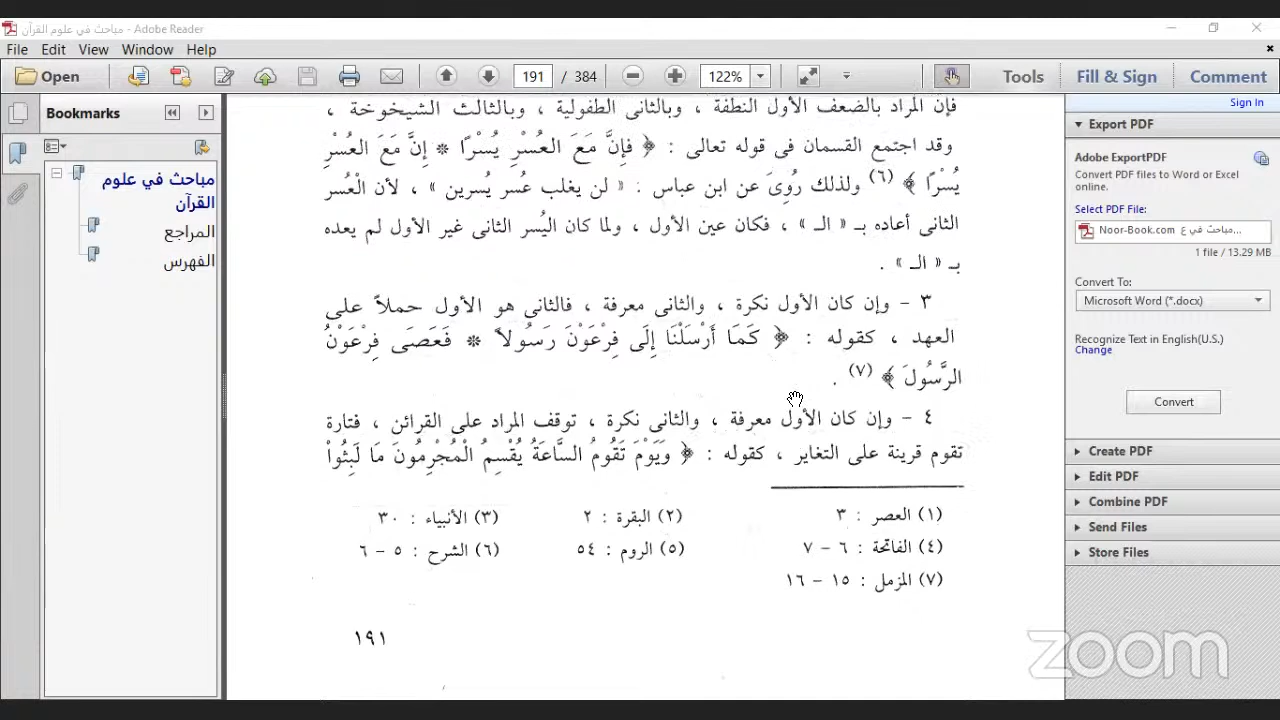 مباحث في علوم القرآن - Adobe Reader
File Edit View Window Help
Open 191 / 384 122% Tools Fill & Sign Comment
Bookmarks
مباحث في علوم
القرآن
المراجع
الفهرس
فإن المراد بالضعف الأول النطفة ، وبالثانى الطفولية ، وبالثالث الشيخوخة ،
وقد اجتمع القسمان فى قوله تعالى : ﴿ فَإِنَّ مَعَ العُسْرِ يُسْرًا * إِنَّ مَعَ العُسْرِ
يُسْرًا ﴾ (٦) ولذلك رُوِىَ عن ابن عباس : « لن يغلب عُسر يُسرين » ، لأن الْعُسر
الثانى أعاده بـ « الـ » ، فكان عين الأول ، ولما كان اليُسر الثانى غير الأول لم يعده
بـ « الـ » .
٣ – وإن كان الأول نكرة ، والثانى معرفة ، فالثانى هو الأول حملاً على
العهد ، كقوله : ﴿ كَمَا أَرْسَلْنَا إِلَى فِرْعَوْنَ رَسُولاً * فَعَصَى فِرْعَوْنُ
الرَّسُولَ ﴾ (٧) .
٤ – وإن كان الأول معرفة ، والثانى نكرة ، توقف المراد على القرائن ، فتارة
تقوم قرينة على التغاير ، كقوله : ﴿ وَيَوْمَ تَقُومُ السَّاعَةُ يُقْسِمُ الْمُجْرِمُونَ مَا لَبِثُواْ
(١) العصر : ٣ (٢) البقرة : ٢ (٣) الأنبياء : ٣٠
(٤) الفاتحة : ٦ – ٧ (٥) الروم : ٥٤ (٦) الشرح : ٥ – ٦
(٧) المزمل : ١٥ – ١٦
١٩١
Sign In
Export PDF
Adobe ExportPDF
Convert PDF files to Word or Excel
online.
Select PDF File:
Noor-Book.com مباحث في ع...
1 file / 13.29 MB
Convert To:
Microsoft Word (*.docx)
Recognize Text in English(U.S.)
Change
Convert
Create PDF
Edit PDF
Combine PDF
Send Files
Store Files
zoom